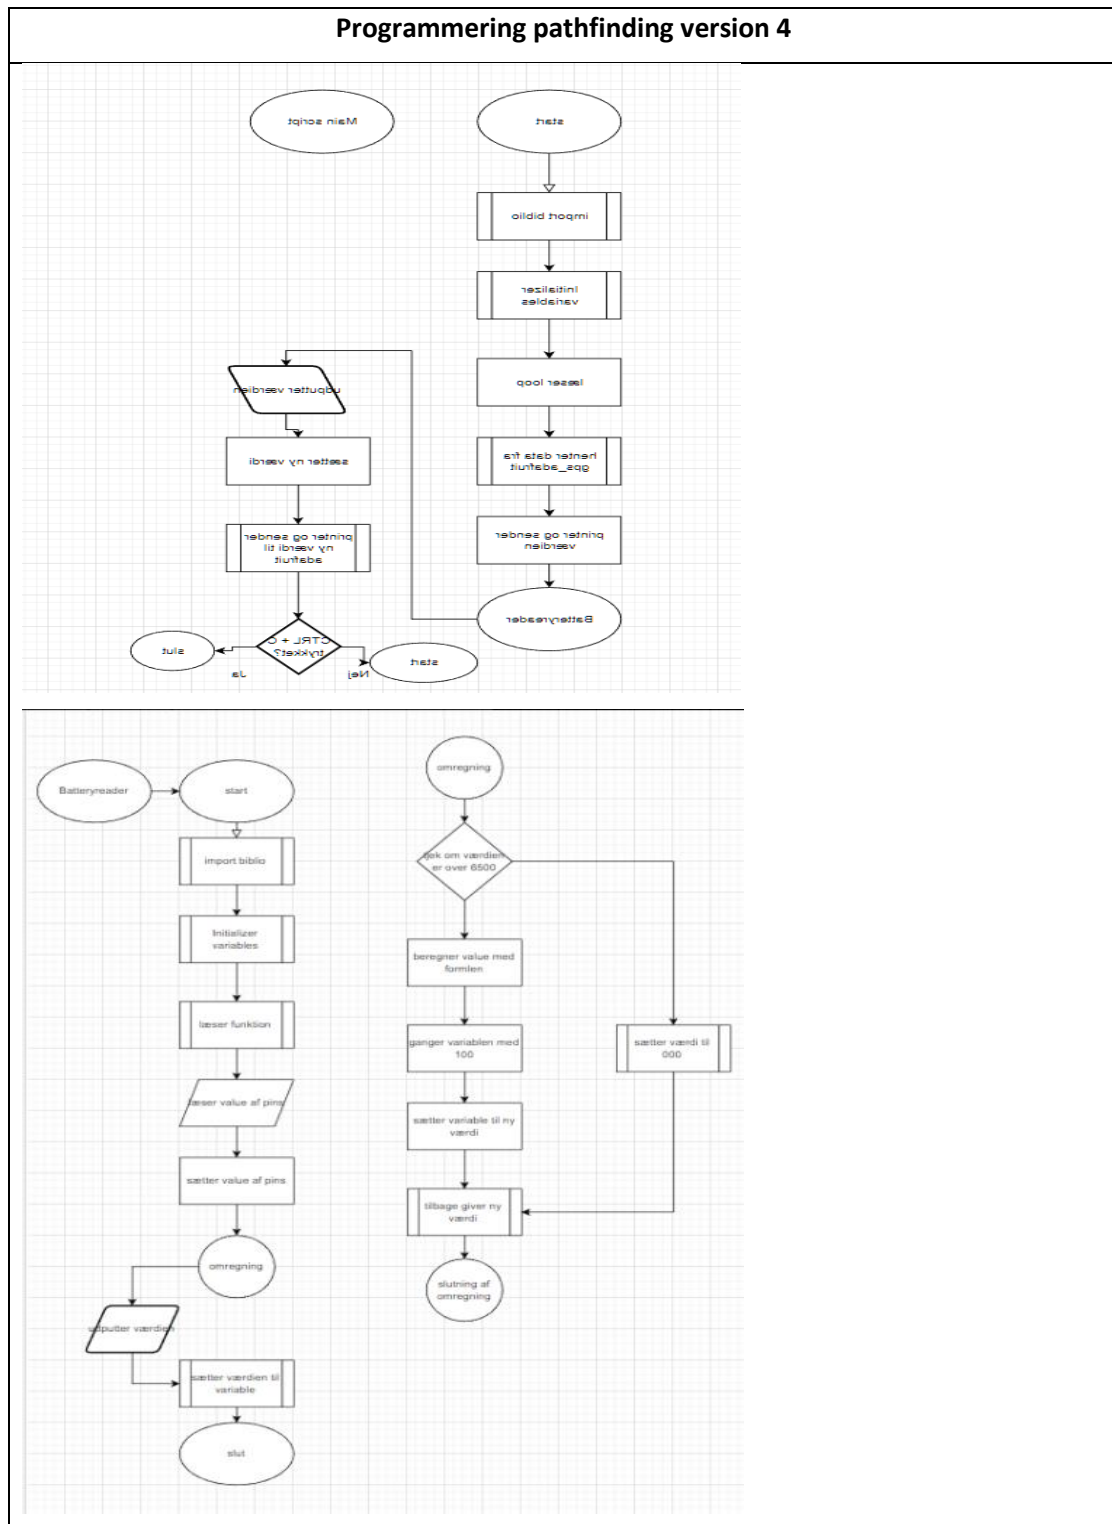 Programmering pathfinding version 4
Main script
start
import biblio
Initializer
variables
læser loop
henter data fra
gps_adafruit
printer og sender
værdien
Batteryreader
udputter værdien
sætter ny værdi
printer og sender
ny værdi til
adafruit
CTRL + C
trykket?
Ja
Nej
slut
start
Batteryreader
start
import biblio
Initializer
variables
læser funktion
læser value af pins
sætter value af pins
omregning
udputter værdien
sætter værdien til
variable
slut
omregning
tjek om værdien
er over 6500
beregner value med
formlen
ganger variablen med
100
sætter variable til ny
værdi
sætter værdi til
000
tilbage giver ny
værdi
slutning af
omregning